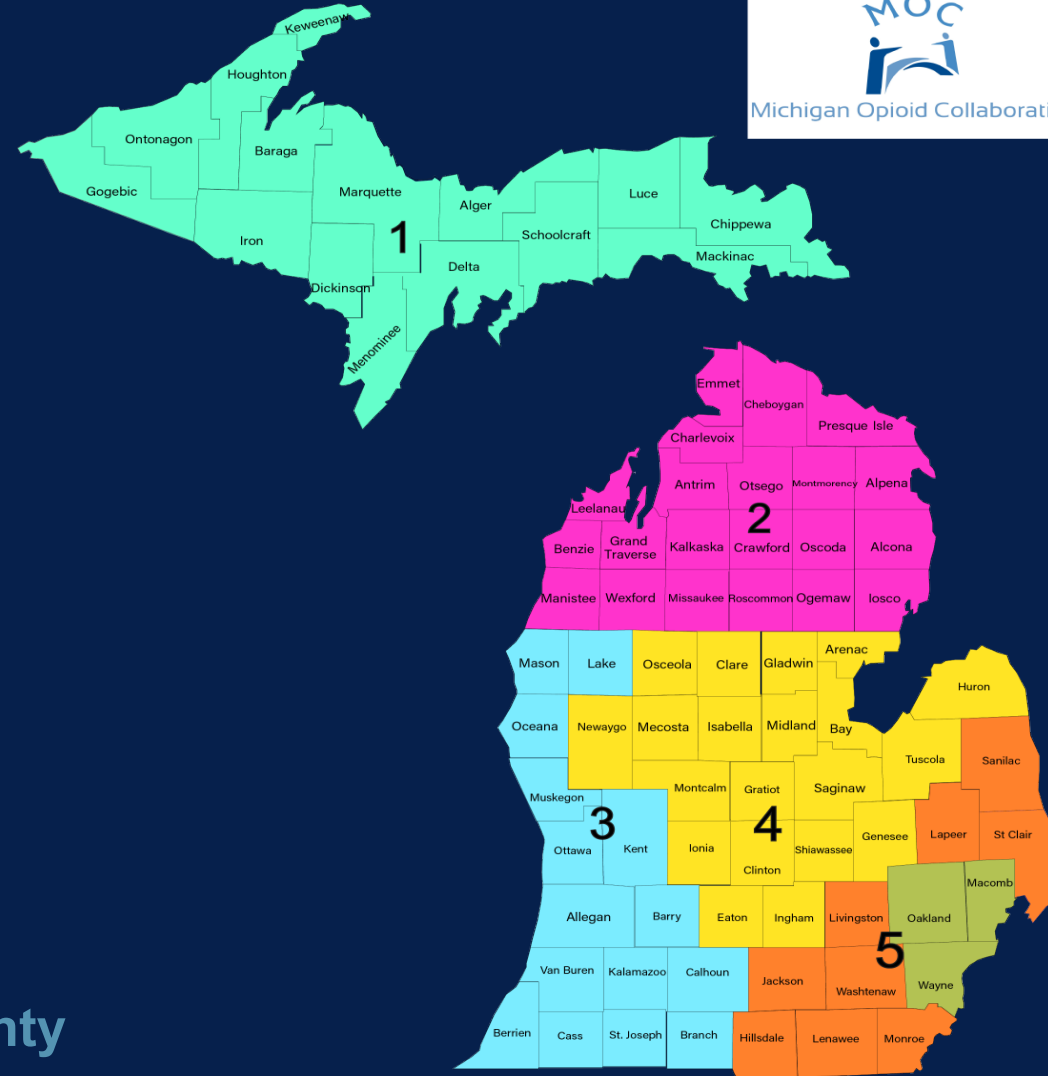 MOC
Michigan Opioid Collaborati
Keweenaw
Houghton
Ontonagon
Baraga
Gogebic
Marquette
Alger
Luce
Iron
1
Schoolcraft
Chippewa
Delta
Mackinac
Dickinson
Menominee
Emmet
Cheboygan
Presque Isle
Charlevoix
Antrim
Otsego
Montmorency
Alpena
Leelanau
2
Benzie
Grand
Traverse
Kalkaska
Crawford
Oscoda
Alcona
Manistee
Wexford
Missaukee
Roscommon
Ogemaw
Iosco
Mason
Lake
Osceola
Clare
Gladwin
Arenac
Huron
Oceana
Newaygo
Mecosta
Isabella
Midland
Bay
Tuscola
Sanilac
Muskegon
Montcalm
Gratiot
Saginaw
3
4
Ottawa
Kent
Ionia
Clinton
Shiawassee
Genesee
Lapeer
St Clair
Allegan
Barry
Eaton
Ingham
Livingston
Oakland
Macomb
5
Van Buren
Kalamazoo
Calhoun
Jackson
Washtenaw
Wayne
Berrien
Cass
St. Joseph
Branch
Hillsdale
Lenawee
Monroe
nty